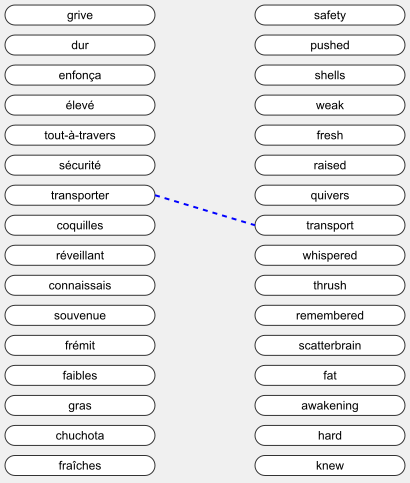 grive safety
dur pushed
enfonça shells
élevé weak
tout-à-travers fresh
sécurité raised
transporter quivers
coquilles transport
réveillant whispered
connaissais thrush
souvenue remembered
frémit scatterbrain
faibles fat
gras awakening
chuchota hard
fraîches knew